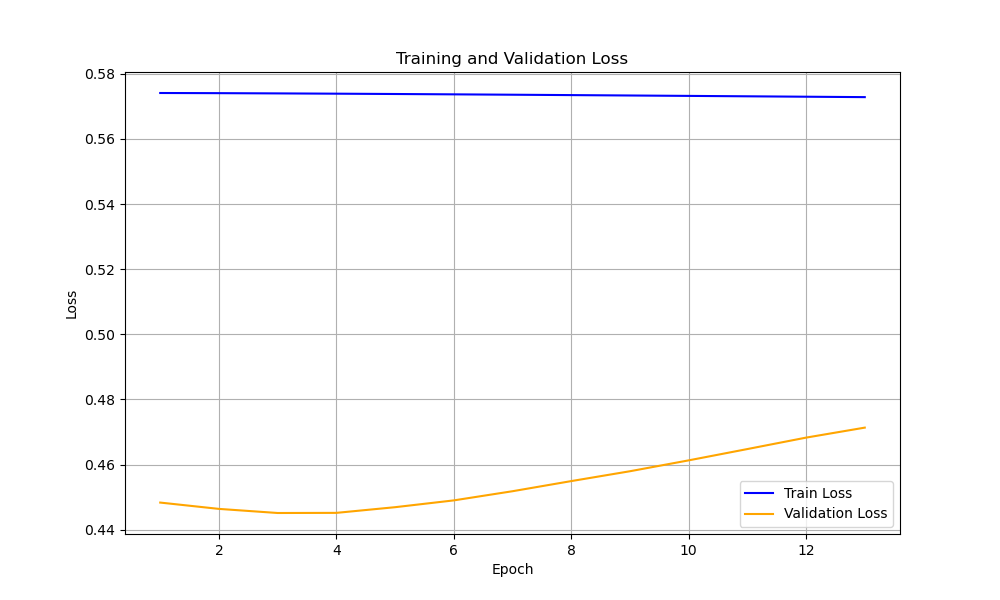 Training and Validation Loss
0.58
0.56
0.54
0.52
0.50
0.48
0.46
0.44
Loss
Train Loss
Validation Loss
2 4 6 8 10 12
Epoch